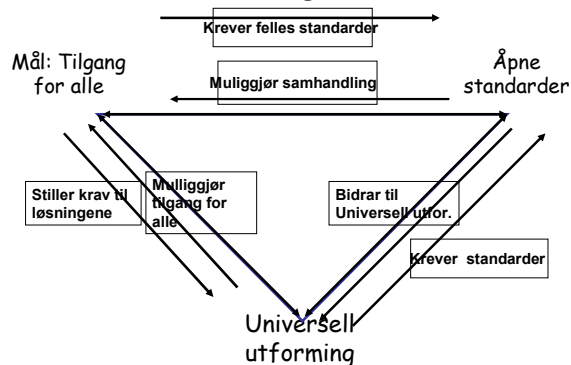 Krever felles standarder
Mål: Tilgang
for alle
Muliggjør samhandling
Åpne
standarder
Stiller krav til
løsningene
Mulliggjør
tilgang for
alle
Bidrar til
Universell utfor.
Krever standarder
Universell
utforming